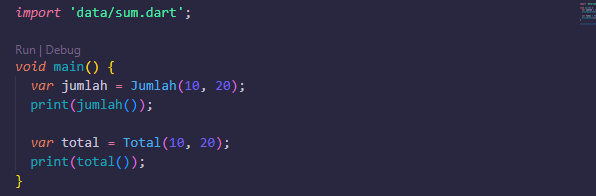 import 'data/sum.dart';
Run | Debug
void main() {
  var jumlah = Jumlah(10, 20);
  print(jumlah());
  var total = Total(10, 20);
  print(total());
}